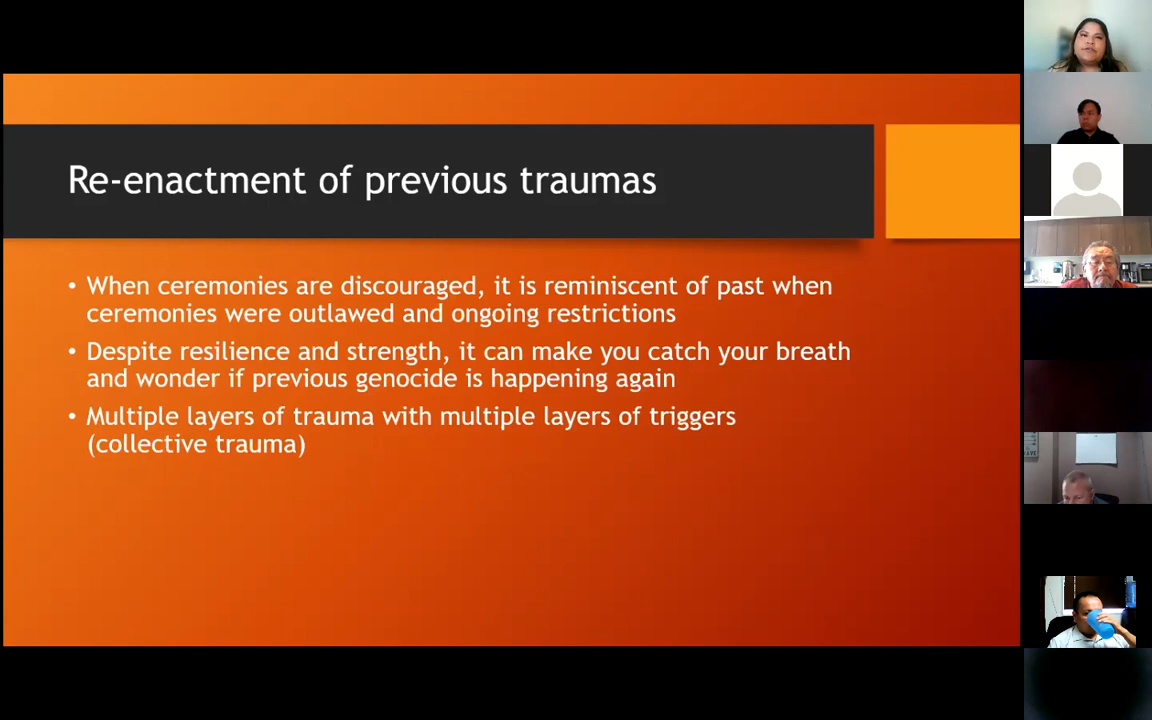 Re-enactment of previous traumas
• When ceremonies are discouraged, it is reminiscent of past when
ceremonies were outlawed and ongoing restrictions
• Despite resilience and strength, it can make you catch your breath
and wonder if previous genocide is happening again
• Multiple layers of trauma with multiple layers of triggers
(collective trauma)